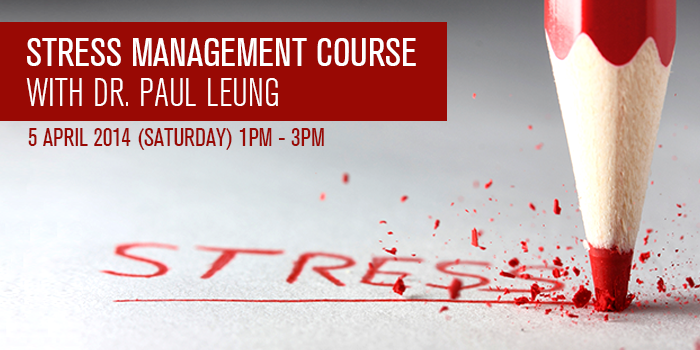 STRESS MANAGEMENT COURSE
WITH DR. PAUL LEUNG
5 APRIL 2014 (SATURDAY) 1PM - 3PM
STRESS